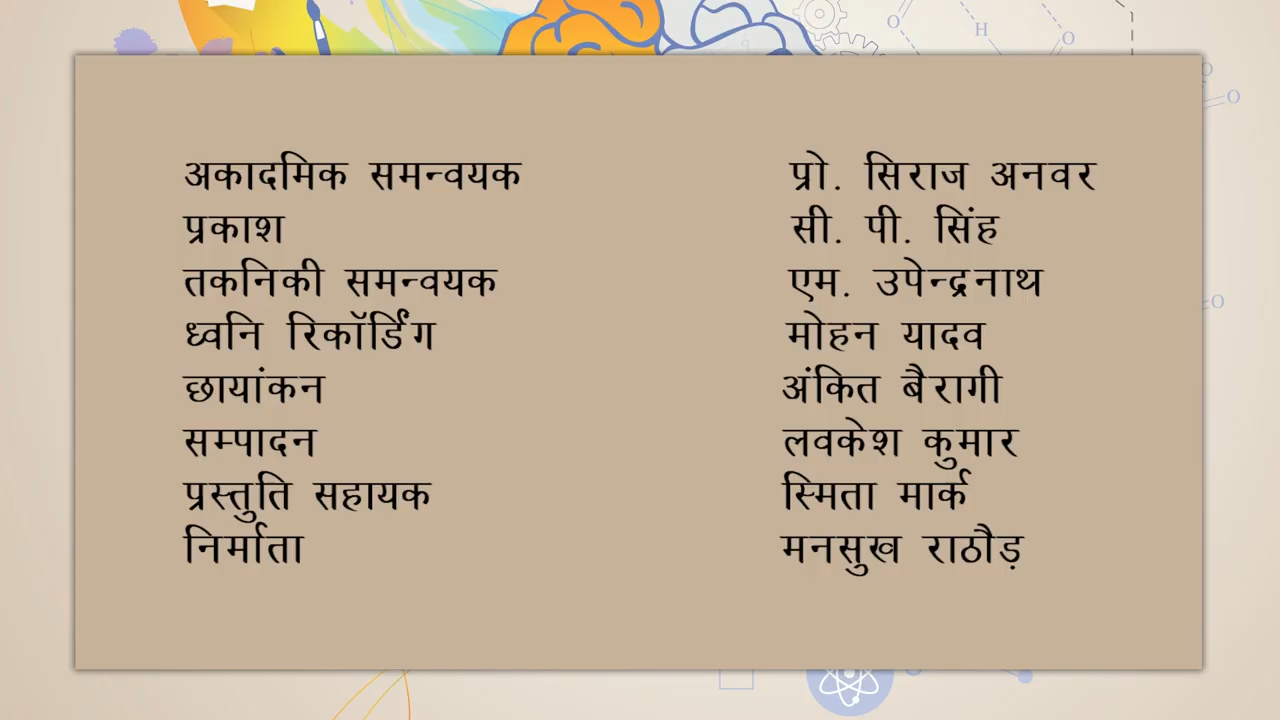 अकादमिक समन्वयक प्रो. सिराज अनवर
प्रकाश सी. पी. सिंह
तकनिकी समन्वयक एम. उपेन्द्रनाथ
ध्वनि रिकॉर्डिंग मोहन यादव
छायांकन अंकित बैरागी
सम्पादन लवकेश कुमार
प्रस्तुति सहायक स्मिता मार्क
निर्माता मनसुख राठौड़